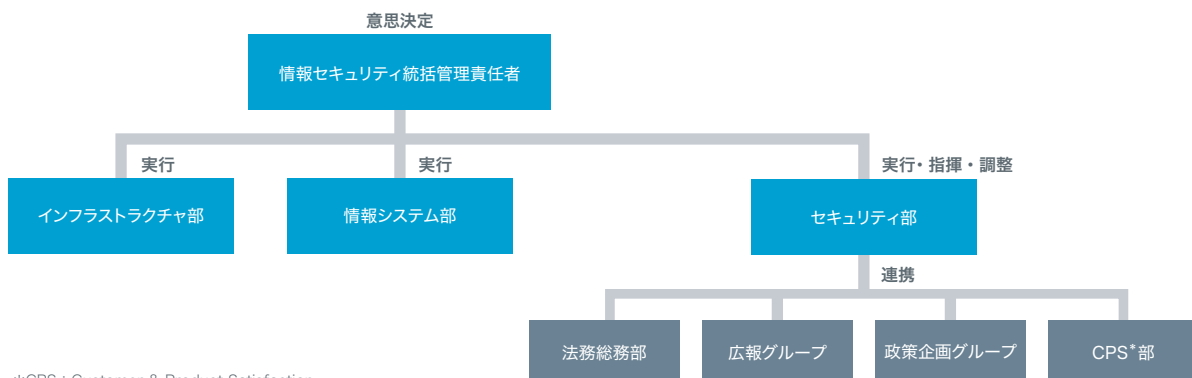 意思決定
情報セキュリティ統括管理責任者
実行
実行
実行・指揮・調整
インフラストラクチャ部
情報システム部
セキュリティ部
連携
法務総務部
広報グループ
政策企画グループ
CPS*部
*CPS：Customer & Product Satisfaction